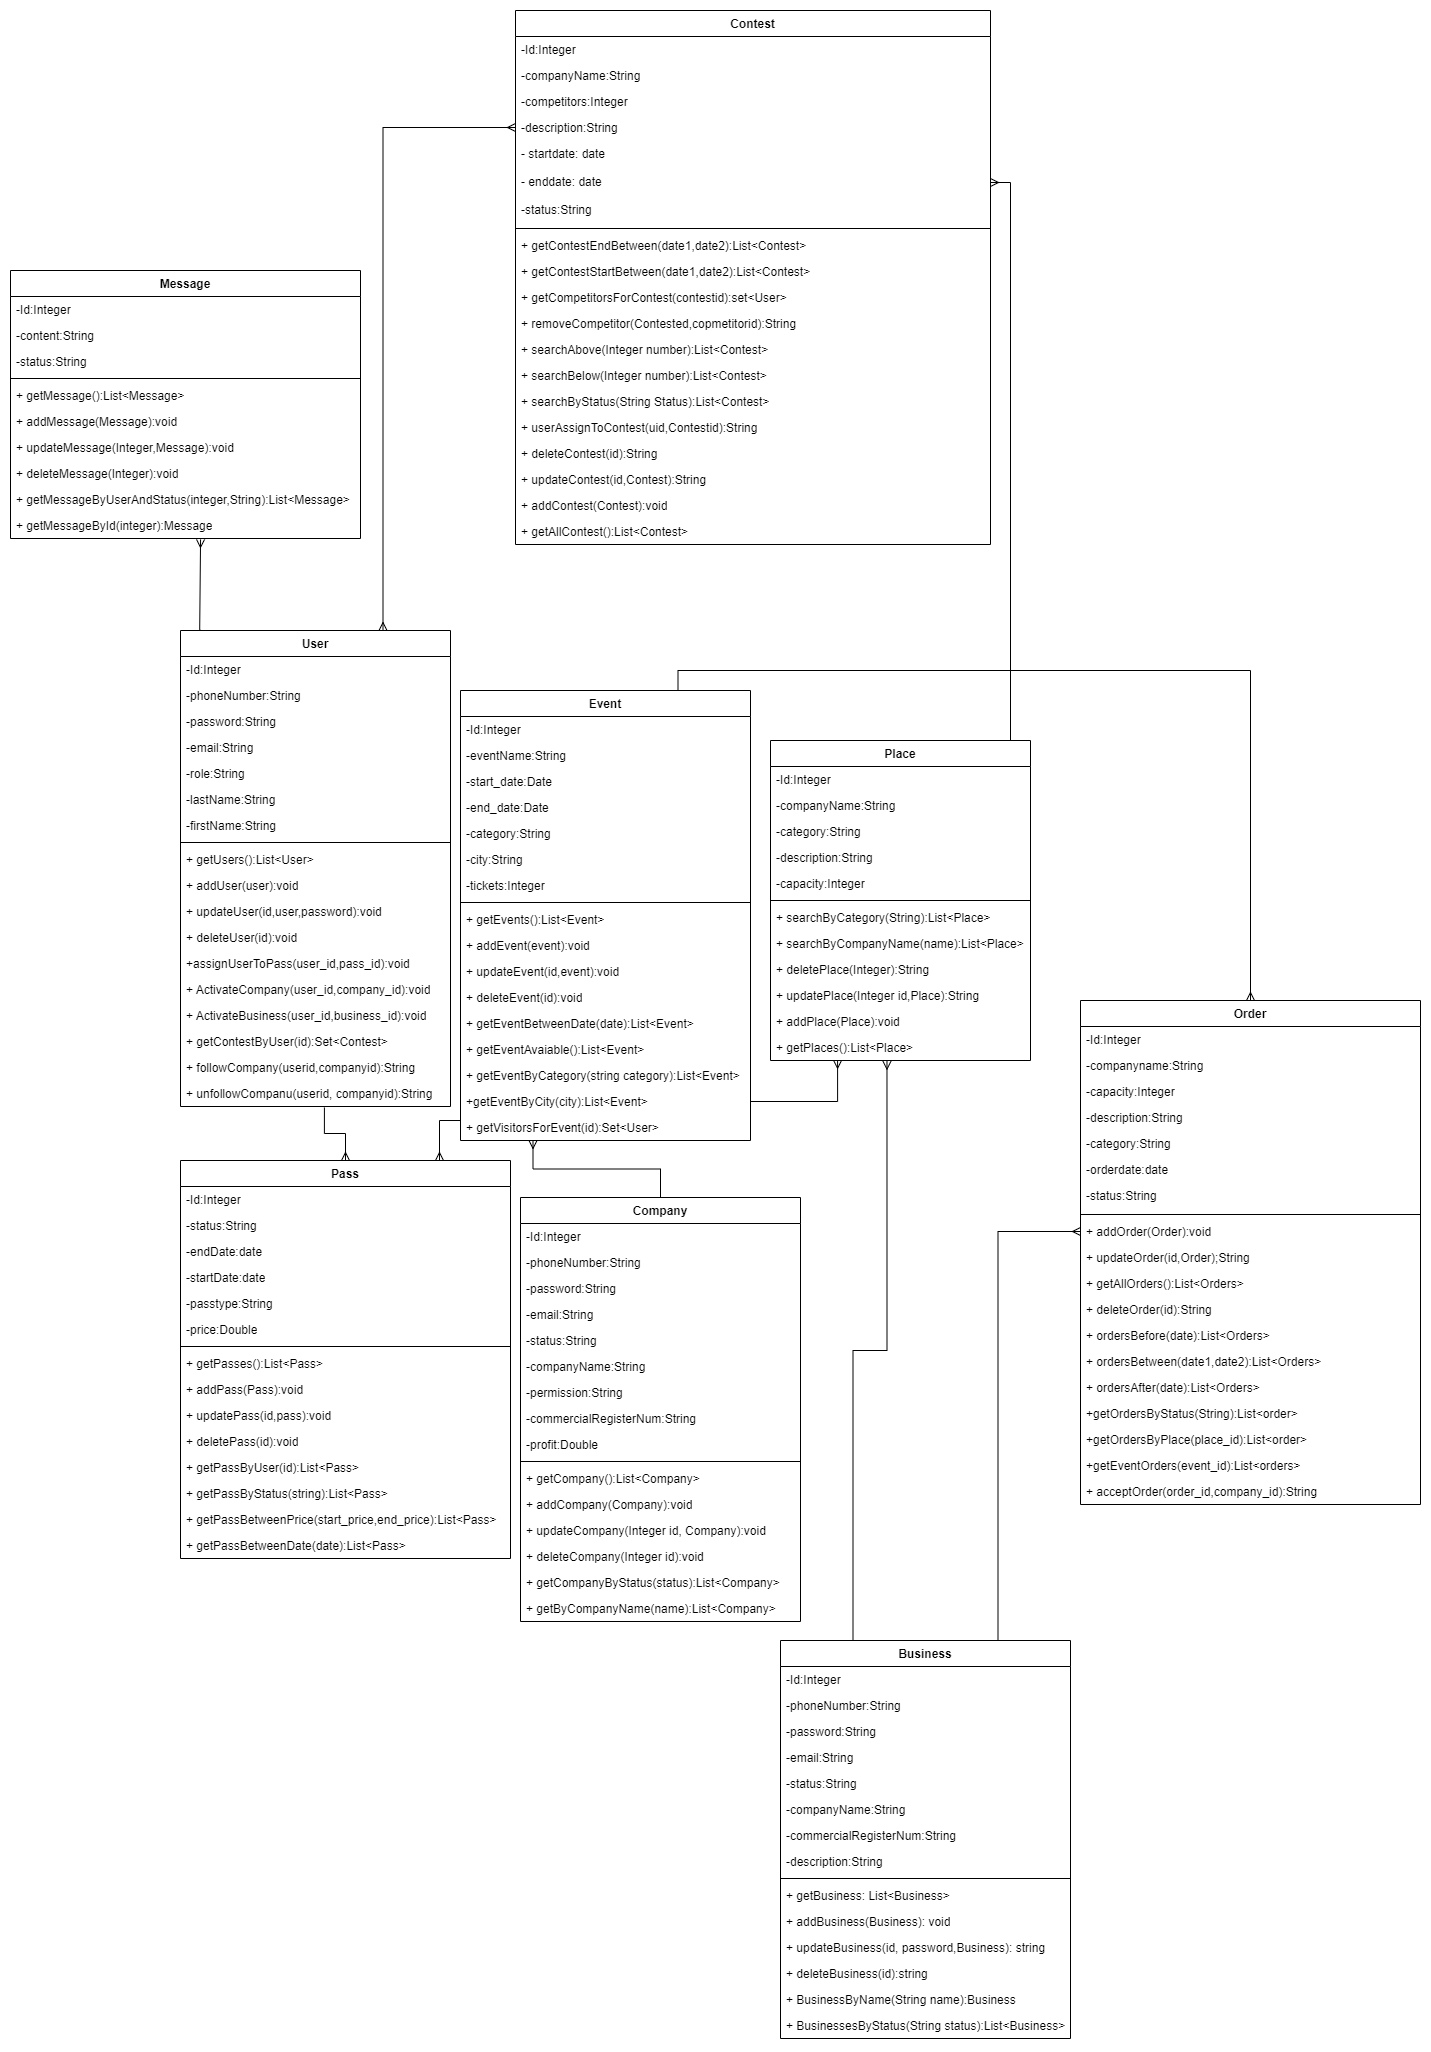 Contest
-Id:Integer
-companyName:String
-competitors:Integer
-description:String
- startdate: date
- enddate: date
-status:String
+ getContestEndBetween(date1,date2):List<Contest>
+ getContestStartBetween(date1,date2):List<Contest>
+ getCompetitorsForContest(contestid):set<User>
+ removeCompetitor(Contested,copmetitorid):String
+ searchAbove(Integer number):List<Contest>
+ searchBelow(Integer number):List<Contest>
+ searchByStatus(String Status):List<Contest>
+ userAssignToContest(uid,Contestid):String
+ deleteContest(id):String
+ updateContest(id,Contest):String
+ addContest(Contest):void
+ getAllContest():List<Contest>
Message
-Id:Integer
-content:String
-status:String
+ getMessage():List<Message>
+ addMessage(Message):void
+ updateMessage(Integer,Message):void
+ deleteMessage(Integer):void
+ getMessageByUserAndStatus(integer,String):List<Message>
+ getMessageById(integer):Message
User
-Id:Integer
-phoneNumber:String
-password:String
-email:String
-role:String
-lastName:String
-firstName:String
+ getUsers():List<User>
+ addUser(user):void
+ updateUser(id,user,password):void
+ deleteUser(id):void
+assignUserToPass(user_id,pass_id):void
+ ActivateCompany(user_id,company_id):void
+ ActivateBusiness(user_id,business_id):void
+ getContestByUser(id):Set<Contest>
+ followCompany(userid,companyid):String
+ unfollowCompanu(userid, companyid):String
Event
-Id:Integer
-eventName:String
-start_date:Date
-end_date:Date
-category:String
-city:String
-tickets:Integer
+ getEvents():List<Event>
+ addEvent(event):void
+ updateEvent(id,event):void
+ deleteEvent(id):void
+ getEventBetweenDate(date):List<Event>
+ getEventAvaiable():List<Event>
+ getEventByCategory(string category):List<Event>
+getEventByCity(city):List<Event>
+ getVisitorsForEvent(id):Set<User>
Place
-Id:Integer
-companyName:String
-category:String
-description:String
-capacity:Integer
+ searchByCategory(String):List<Place>
+ searchByCompanyName(name):List<Place>
+ deletePlace(Integer):String
+ updatePlace(Integer id,Place):String
+ addPlace(Place):void
+ getPlaces():List<Place>
Order
-Id:Integer
-companyname:String
-capacity:Integer
-description:String
-category:String
-orderdate:date
-status:String
+ addOrder(Order):void
+ updateOrder(id,Order);String
+ getAllOrders():List<Orders>
+ deleteOrder(id):String
+ ordersBefore(date):List<Orders>
+ ordersBetween(date1,date2):List<Orders>
+ ordersAfter(date):List<Orders>
+getOrdersByStatus(String):List<order>
+getOrdersByPlace(place_id):List<order>
+getEventOrders(event_id):List<orders>
+ acceptOrder(order_id,company_id):String
Pass
-Id:Integer
-status:String
-endDate:date
-startDate:date
-passtype:String
-price:Double
+ getPasses():List<Pass>
+ addPass(Pass):void
+ updatePass(id,pass):void
+ deletePass(id):void
+ getPassByUser(id):List<Pass>
+ getPassByStatus(string):List<Pass>
+ getPassBetweenPrice(start_price,end_price):List<Pass>
+ getPassBetweenDate(date):List<Pass>
Company
-Id:Integer
-phoneNumber:String
-password:String
-email:String
-status:String
-companyName:String
-permission:String
-commercialRegisterNum:String
-profit:Double
+ getCompany():List<Company>
+ addCompany(Company):void
+ updateCompany(Integer id, Company):void
+ deleteCompany(Integer id):void
+ getCompanyByStatus(status):List<Company>
+ getByCompanyName(name):List<Company>
Business
-Id:Integer
-phoneNumber:String
-password:String
-email:String
-status:String
-companyName:String
-commercialRegisterNum:String
-description:String
+ getBusiness: List<Business>
+ addBusiness(Business): void
+ updateBusiness(id, password,Business): string
+ deleteBusiness(id):string
+ BusinessByName(String name):Business
+ BusinessesByStatus(String status):List<Business>